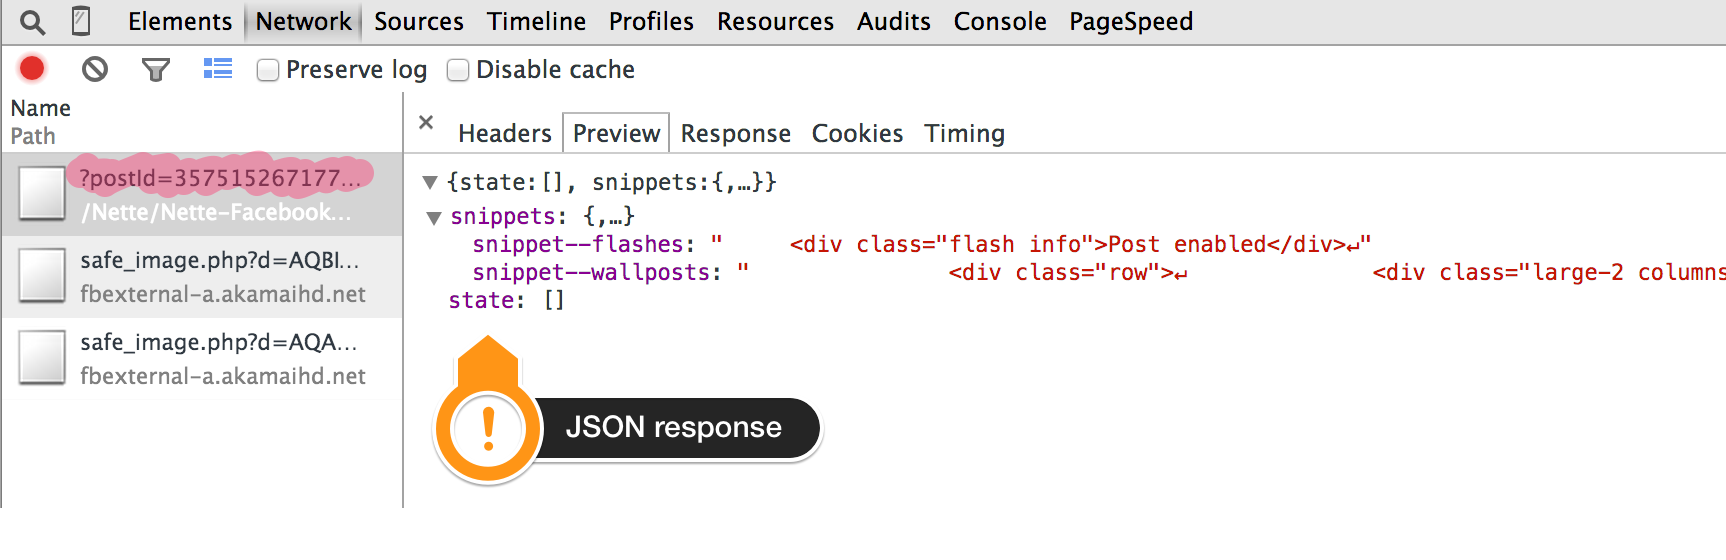 Elements Network Sources Timeline Profiles Resources Audits Console PageSpeed
Preserve log Disable cache
Name
Path
Headers Preview Response Cookies Timing
?postId=357515267177...
/Nette/Nette-Facebook...
safe_image.php?d=AQBI...
fbexternal-a.akamaihd.net
safe_image.php?d=AQA...
fbexternal-a.akamaihd.net
{state:[], snippets:{,…}}
snippets: {,…}
snippet--flashes: " <div class="flash info">Post enabled</div>↵"
snippet--wallposts: " <div class="row">↵ <div class="large-2 columns
state: []
JSON response